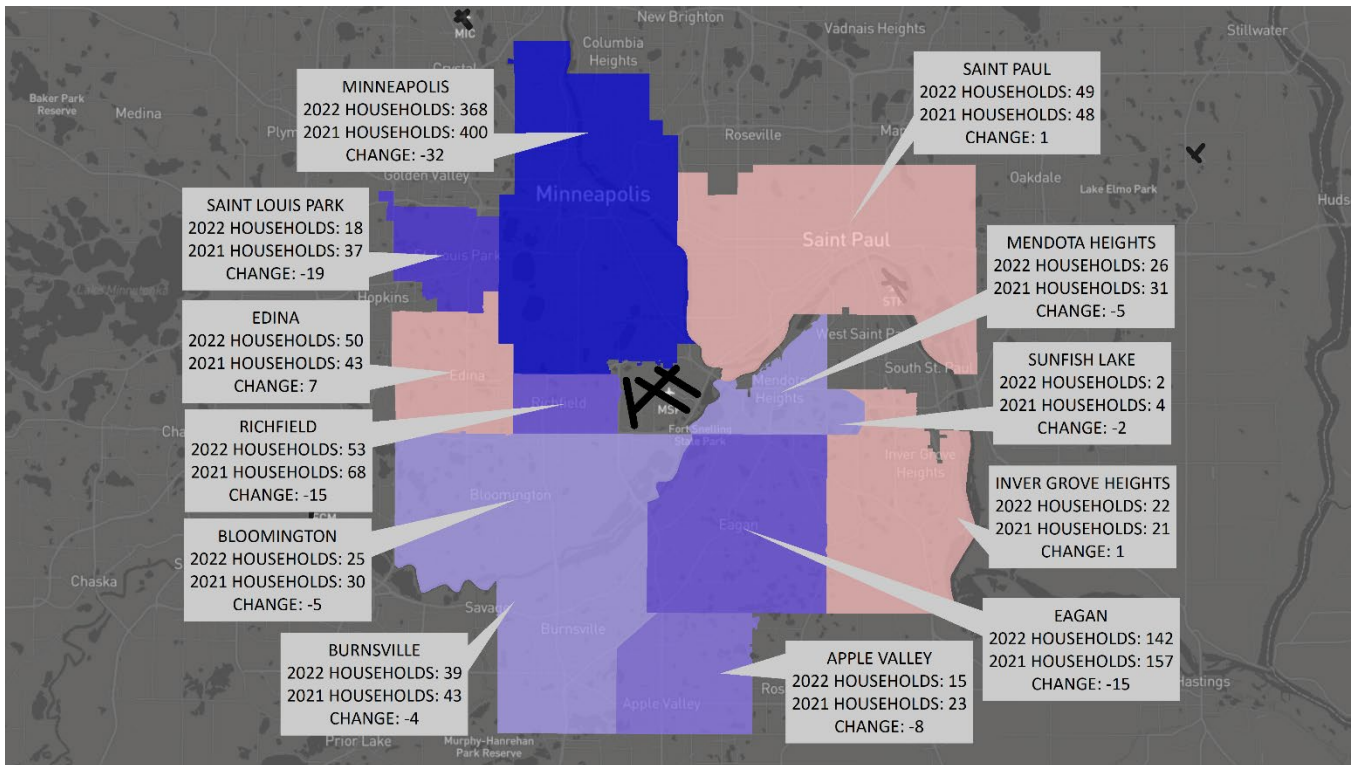 New Brighton
Vadnais Heights
Stillwater
MIC
Crystal
Columbia
Heights
Baker Park
Reserve
Medina
Roseville
Oakdale
Lake Elmo Park
Golden Valley
MINNEAPOLIS
2022 HOUSEHOLDS: 368
2021 HOUSEHOLDS: 400
CHANGE: -32
SAINT PAUL
2022 HOUSEHOLDS: 49
2021 HOUSEHOLDS: 48
CHANGE: 1
Minneapolis
SAINT LOUIS PARK
2022 HOUSEHOLDS: 18
2021 HOUSEHOLDS: 37
CHANGE: -19
Saint Paul
MENDOTA HEIGHTS
2022 HOUSEHOLDS: 26
2021 HOUSEHOLDS: 31
CHANGE: -5
Lake Minnetonka
Hopkins
STP
West Saint Pa
EDINA
2022 HOUSEHOLDS: 50
2021 HOUSEHOLDS: 43
CHANGE: 7
Edina
South St. Paul
SUNFISH LAKE
2022 HOUSEHOLDS: 2
2021 HOUSEHOLDS: 4
CHANGE: -2
Mendota
Heights
Richfield
MSP
Fort Snelling
State Park
RICHFIELD
2022 HOUSEHOLDS: 53
2021 HOUSEHOLDS: 68
CHANGE: -15
Inver Grove
Heights
INVER GROVE HEIGHTS
2022 HOUSEHOLDS: 22
2021 HOUSEHOLDS: 21
CHANGE: 1
Bloomington
FCM
BLOOMINGTON
2022 HOUSEHOLDS: 25
2021 HOUSEHOLDS: 30
CHANGE: -5
Eagan
Chaska
Savage
EAGAN
2022 HOUSEHOLDS: 142
2021 HOUSEHOLDS: 157
CHANGE: -15
Burnsville
BURNSVILLE
2022 HOUSEHOLDS: 39
2021 HOUSEHOLDS: 43
CHANGE: -4
APPLE VALLEY
2022 HOUSEHOLDS: 15
2021 HOUSEHOLDS: 23
CHANGE: -8
Apple Valley
Hastings
Prior Lake
Murphy-Hanrehan
Park Reserve